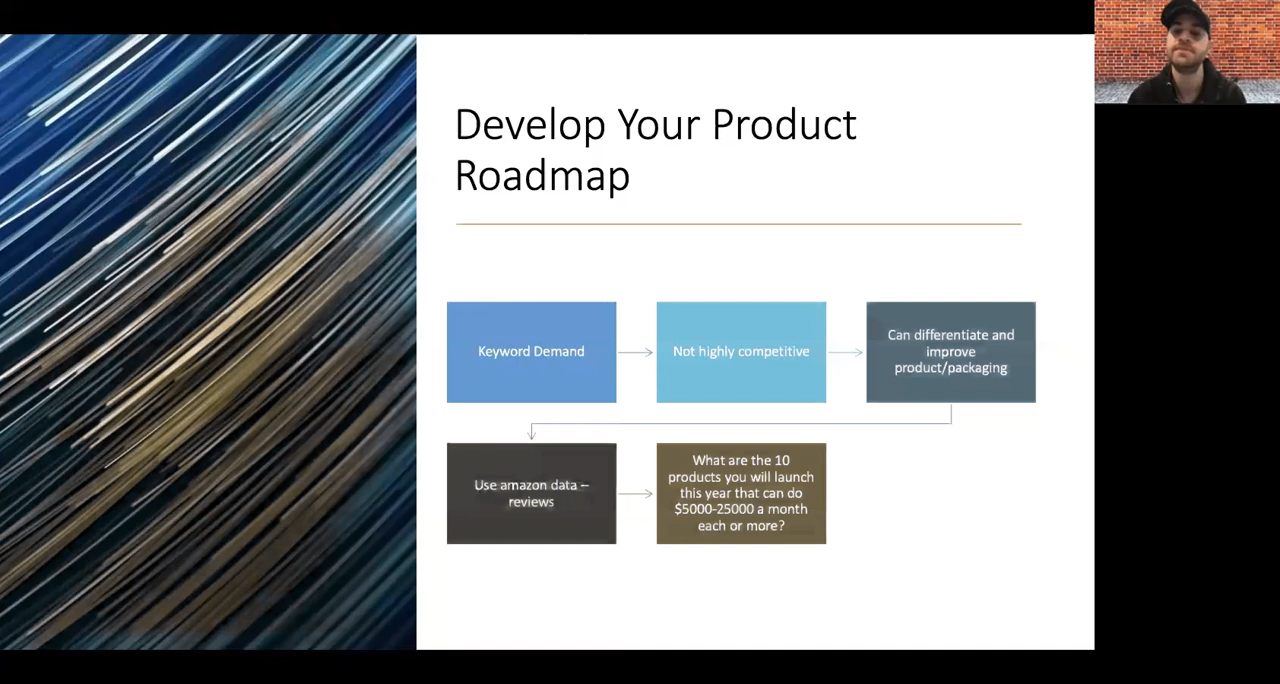 Develop Your Product
Roadmap
Keyword Demand
Not highly competitive
Can differentiate and
improve
product/packaging
Use amazon data –
reviews
What are the 10
products you will launch
this year that can do
$5000-25000 a month
each or more?